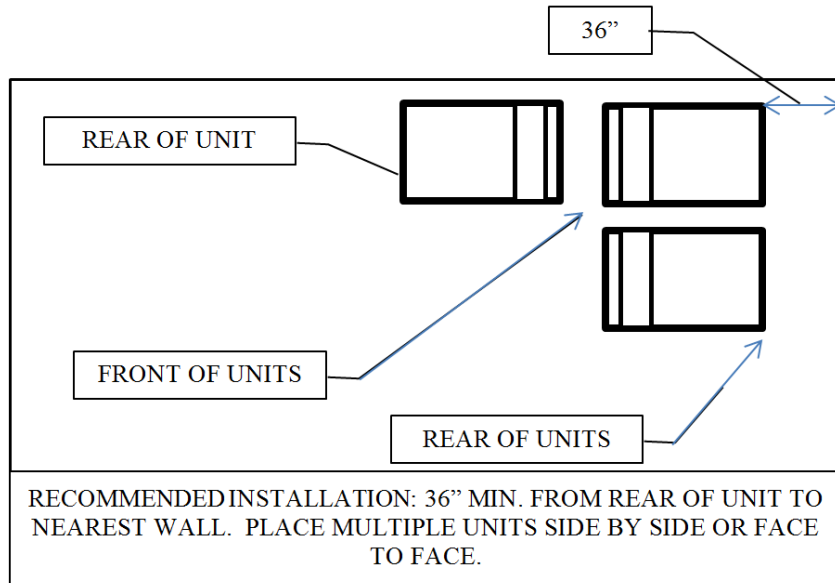 36”
REAR OF UNIT
FRONT OF UNITS
REAR OF UNITS
RECOMMENDED INSTALLATION: 36” MIN. FROM REAR OF UNIT TO
NEAREST WALL. PLACE MULTIPLE UNITS SIDE BY SIDE OR FACE
TO FACE.